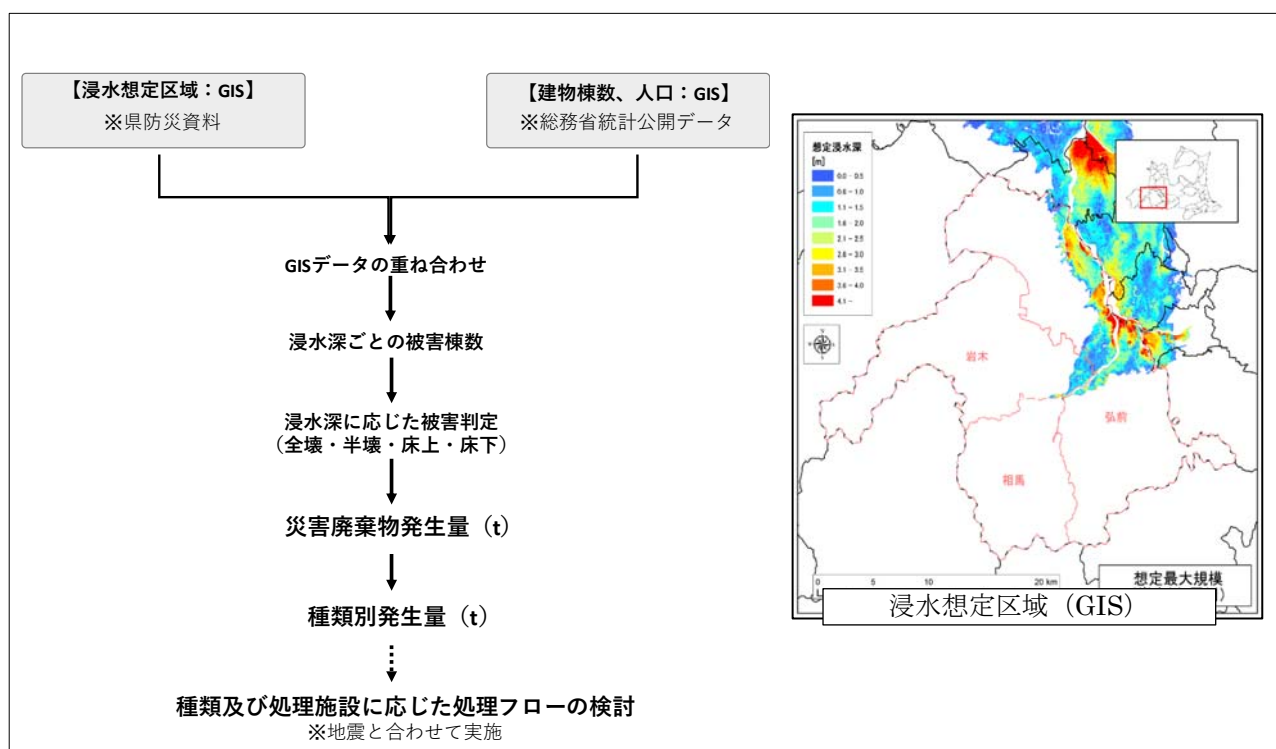 【浸水想定区域：GIS】
※県防災資料
【建物棟数、人口：GIS】
※総務省統計公開データ
GISデータの重ね合わせ
浸水深ごとの被害棟数
浸水深に応じた被害判定
（全壊・半壊・床上・床下）
災害廃棄物発生量（t）
種類別発生量（t）
種類及び処理施設に応じた処理フローの検討
※地震と合わせて実施
想定浸水深
[m]
0.0 - 0.5
0.6 - 1.0
1.1 - 1.5
1.6 - 2.0
2.1 - 2.5
2.6 - 3.0
3.1 - 3.5
3.6 - 4.0
4.1 -
岩木
弘前
相馬
0 5 10 20 km
想定最大規模
浸水想定区域（GIS）